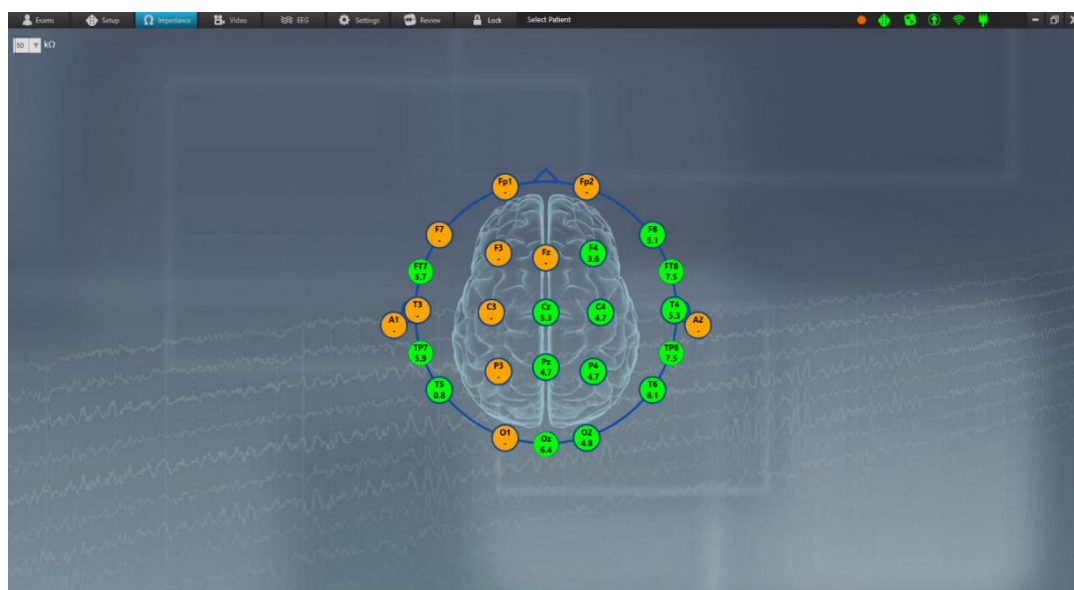 Exams Setup Ω Impedance Video EEG Settings Review Lock Select Patient
50 kΩ
Fp1 Fp2
- -
F7 F8
- 5.1
F3 Fz F4
- - 3.6
FT7 FT8
5.7 7.5
T3 C3 Cz C4 T4
- - 5.3 4.7 5.3
A1 A2
- -
TP7 TP8
5.9 7.5
P3 Pz P4
- 4.7 4.7
T5 T6
0.8 6.1
O1 Oz O2
- 6.4 4.8